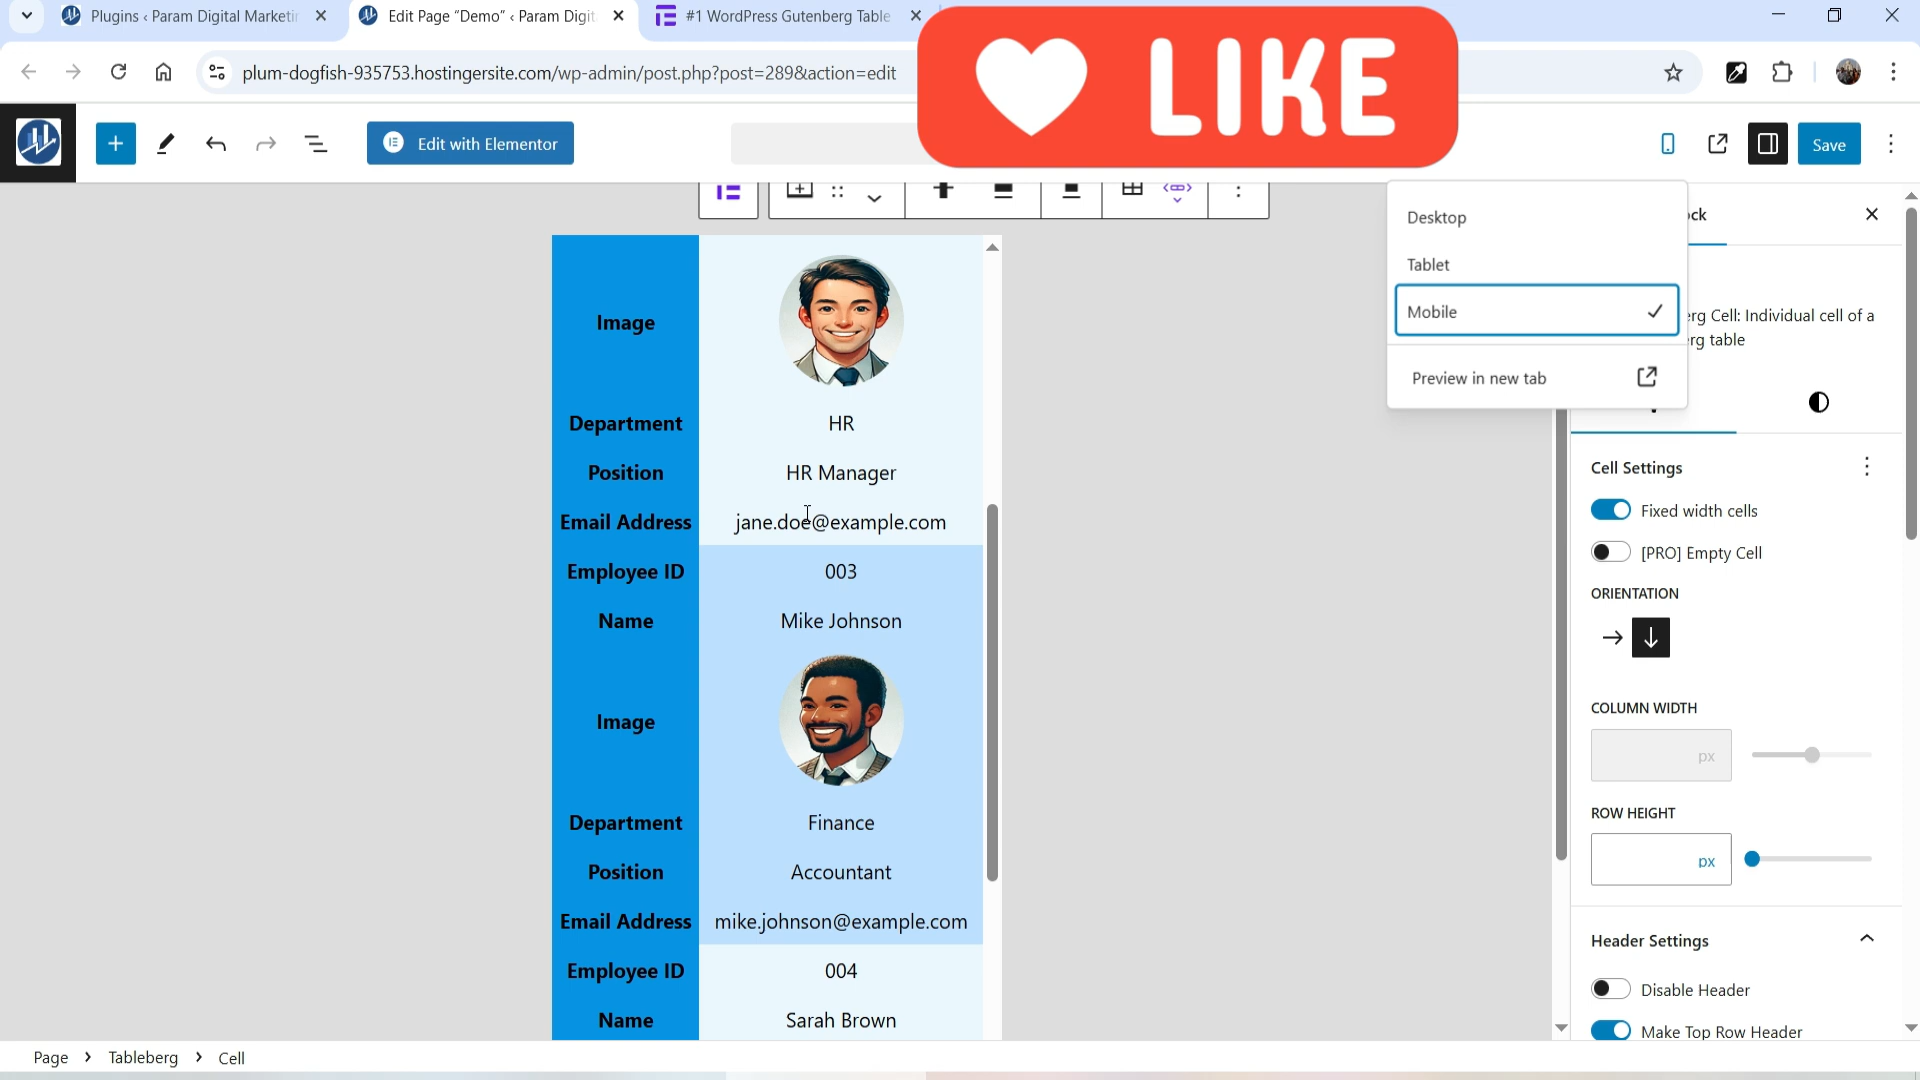 Plugins ‹ Param Digital Marketi
Edit Page “Demo” ‹ Param Digit
#1 WordPress Gutenberg Table
LIKE
plum-dogfish-935753.hostingersite.com/wp-admin/post.php?post=289&action=edit
Edit with Elementor
Save
Desktop
Tablet
Mobile
Preview in new tab
ock
erg Cell: Individual cell of a
erg table
Image
Department HR
Position HR Manager
Email Address jane.doe@example.com
Employee ID 003
Name Mike Johnson
Image
Department Finance
Position Accountant
Email Address mike.johnson@example.com
Employee ID 004
Name Sarah Brown
Cell Settings
Fixed width cells
[PRO] Empty Cell
ORIENTATION
COLUMN WIDTH
px
ROW HEIGHT
px
Header Settings
Disable Header
Make Top Row Header
Page > Tableberg > Cell